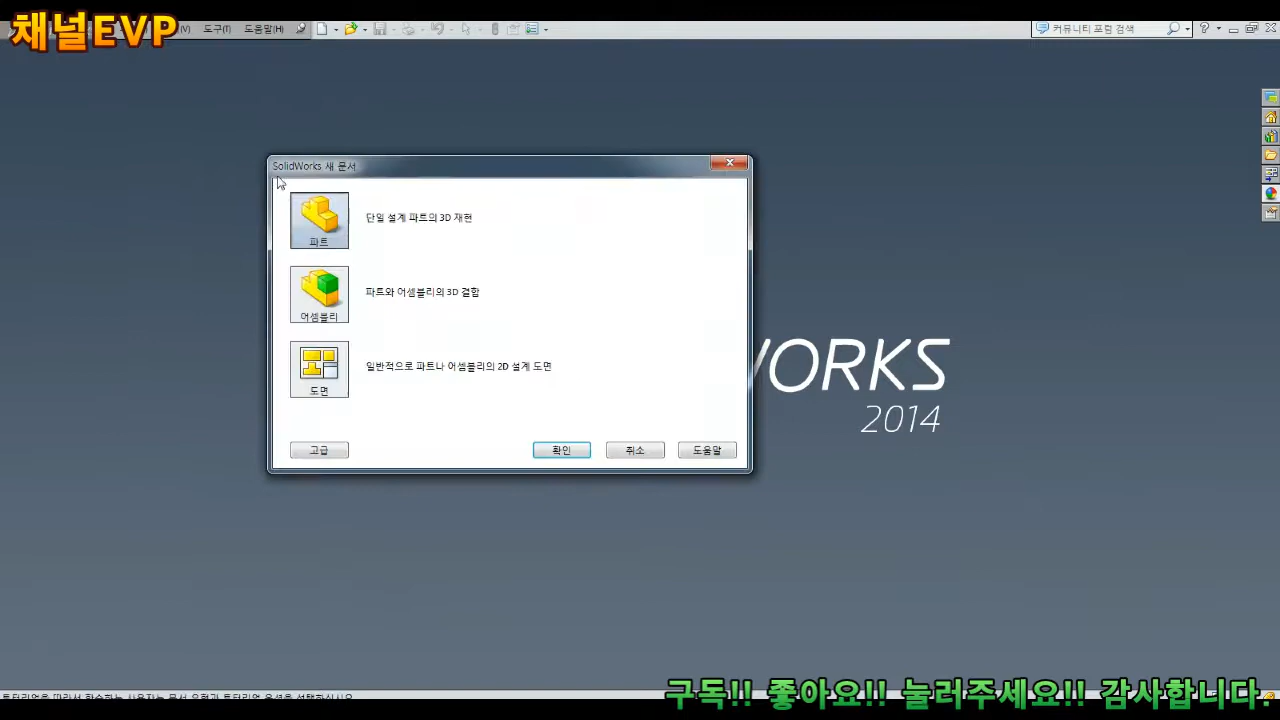 채널EVP
(V) 도구(T) 도움말(H)
커뮤니티 포럼 검색
SolidWorks 새 문서
파트
단일 설계 파트의 3D 재현
어셈블리
파트와 어셈블리의 3D 결합
도면
일반적으로 파트나 어셈블리의 2D 설계 도면
고급
확인
취소
도움말
WORKS
2014
구독!! 좋아요!! 눌러주세요!! 감사합니다.